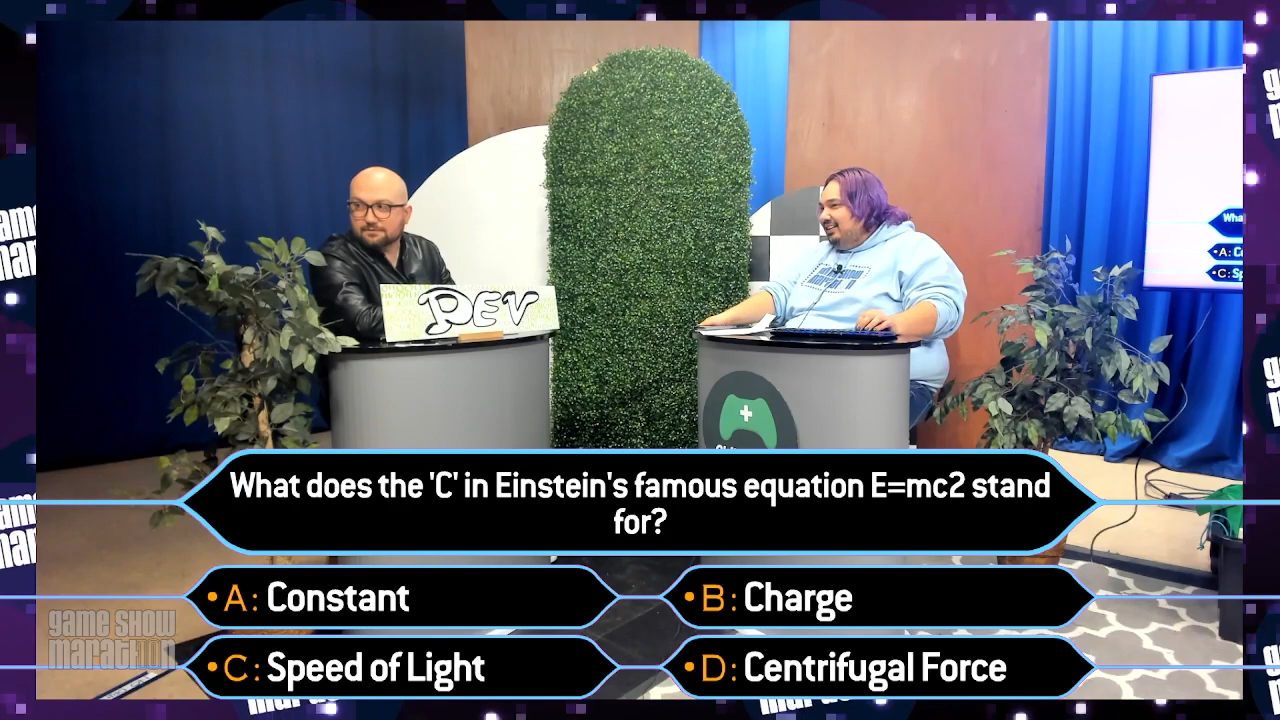 DEV
What does the 'C' in Einstein's famous equation E=mc2 stand
for?
A: Constant
B: Charge
C: Speed of Light
D: Centrifugal Force
GAME SHOW
MARATHON